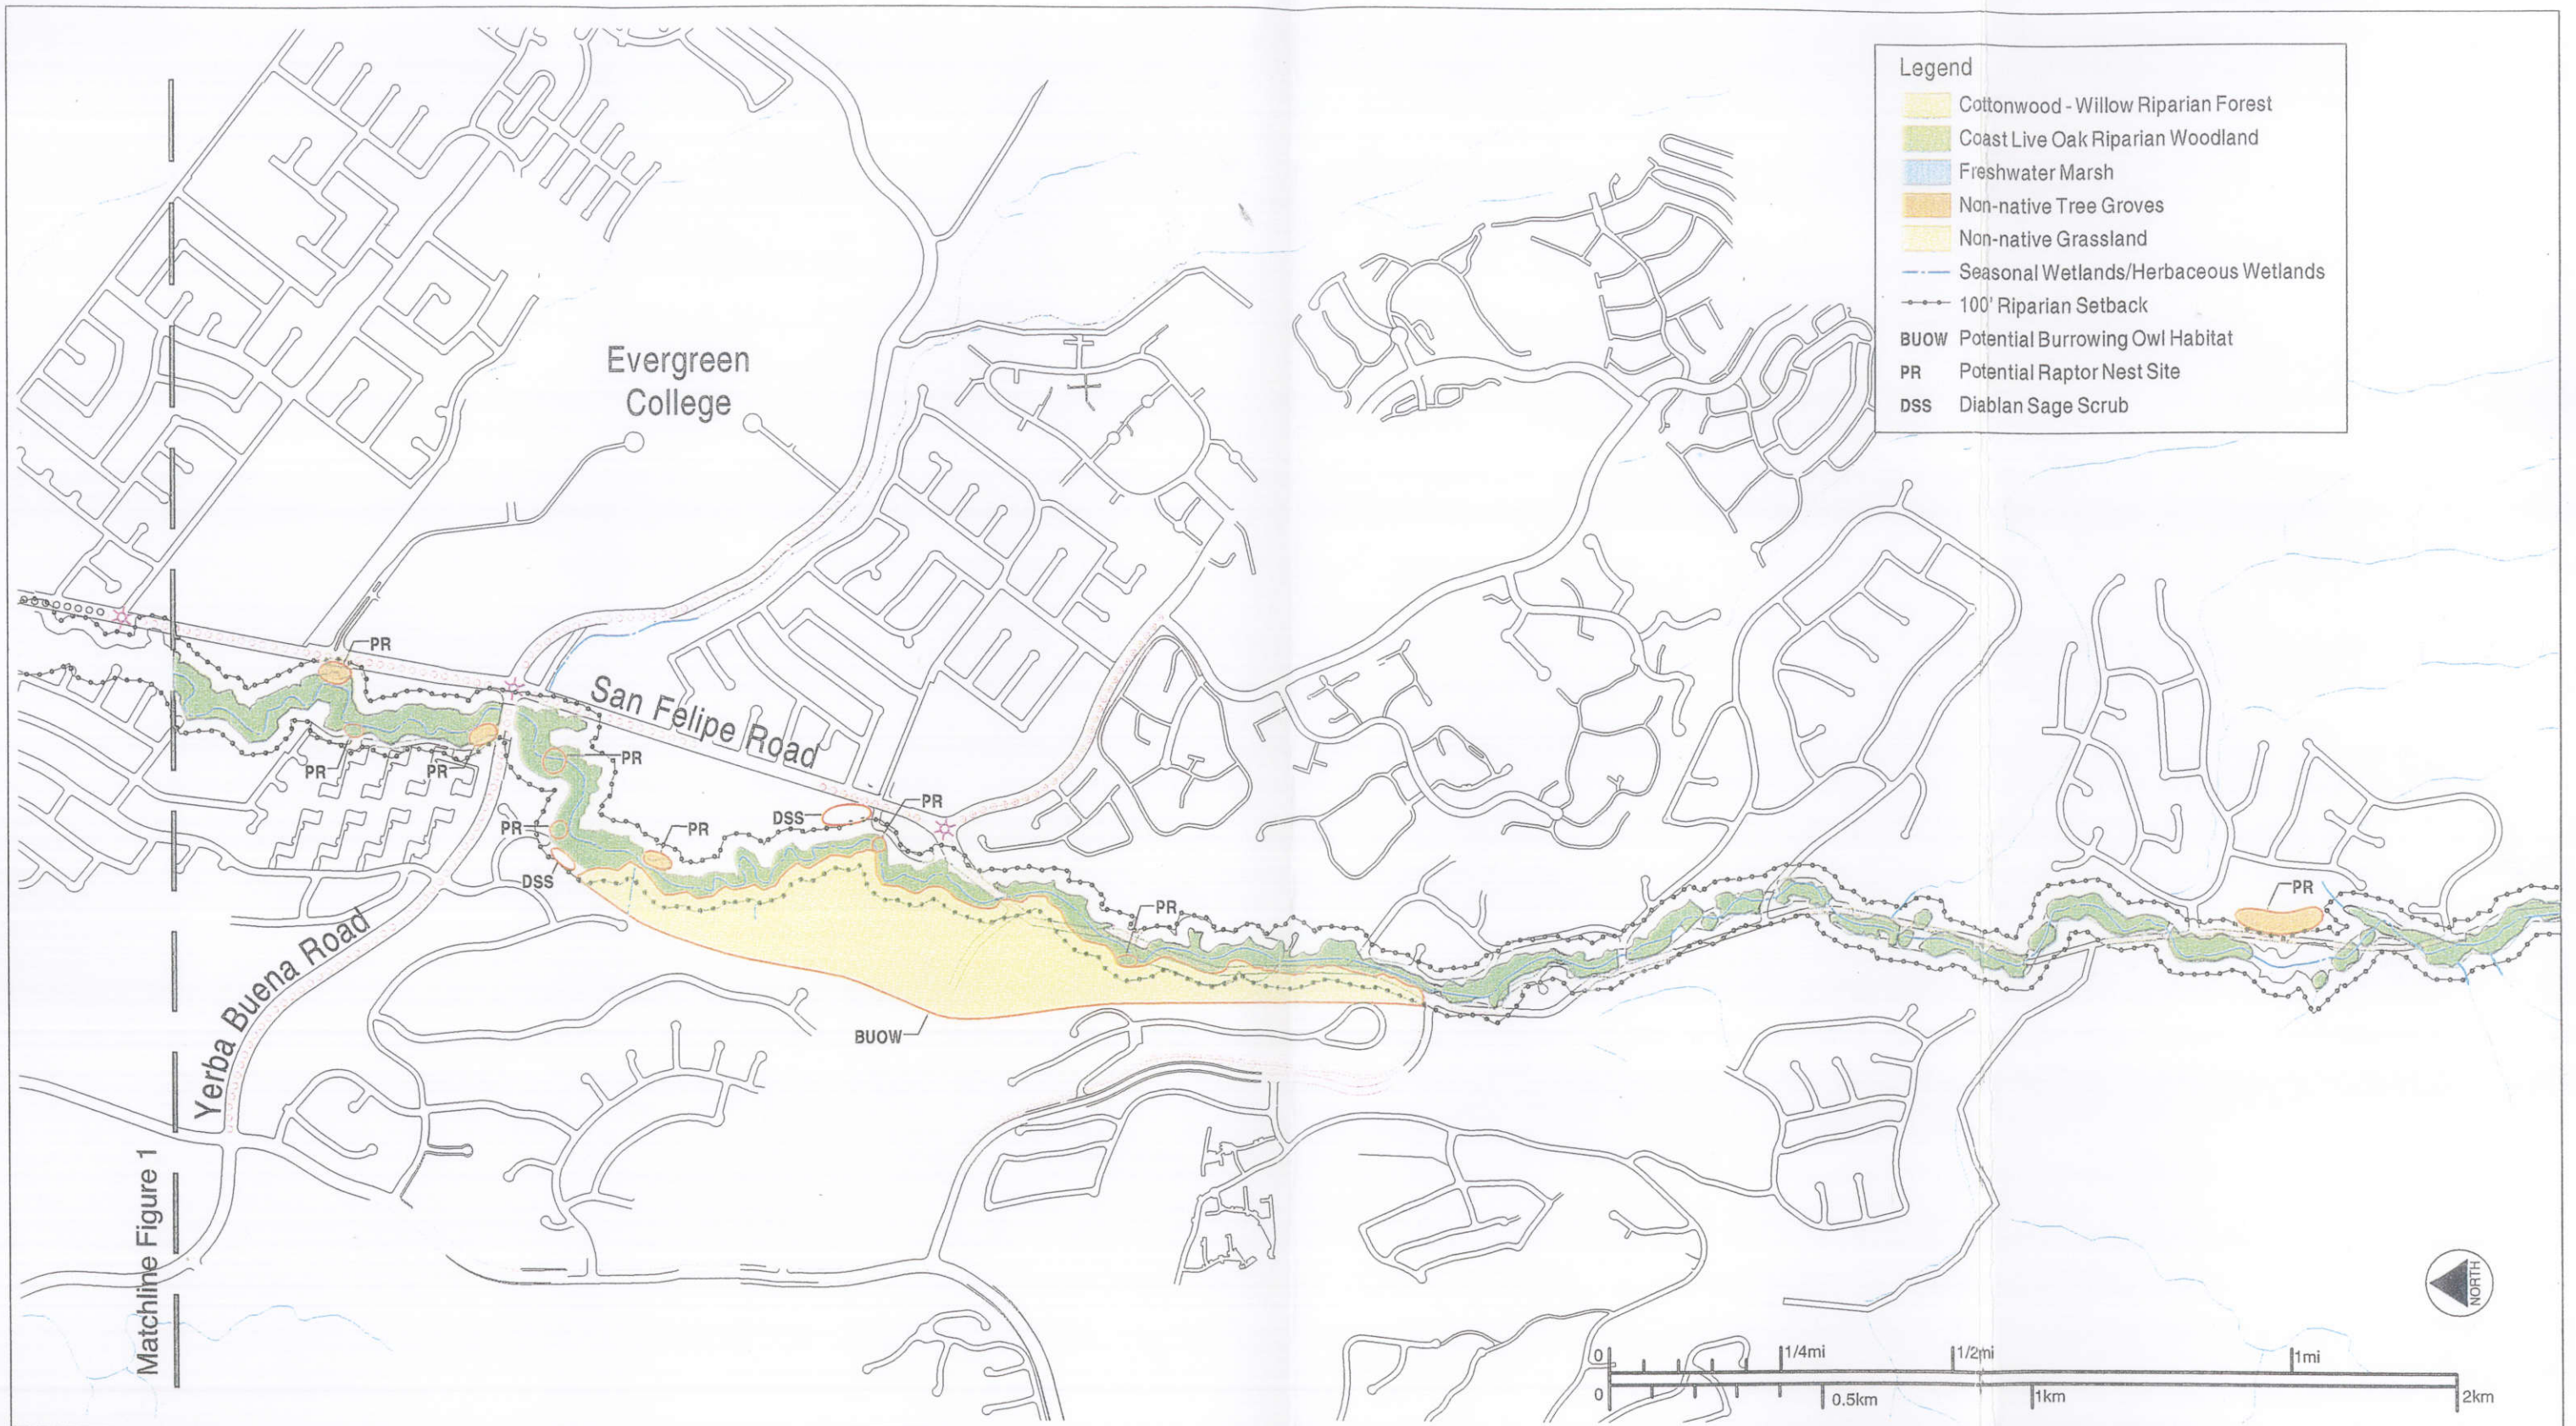 Legend
Cottonwood - Willow Riparian Forest
Coast Live Oak Riparian Woodland
Freshwater Marsh
Non-native Tree Groves
Non-native Grassland
Seasonal Wetlands/Herbaceous Wetlands
100' Riparian Setback
BUOW Potential Burrowing Owl Habitat
PR Potential Raptor Nest Site
DSS Diablan Sage Scrub
Evergreen
College
PR
San Felipe Road
PR
PR
PR
PR
PR
DSS
PR
DSS
PR
PR
BUOW
Yerba Buena Road
Matchline Figure 1
NORTH
0 1/4mi 1/2mi 1mi
0 0.5km 1km 2km